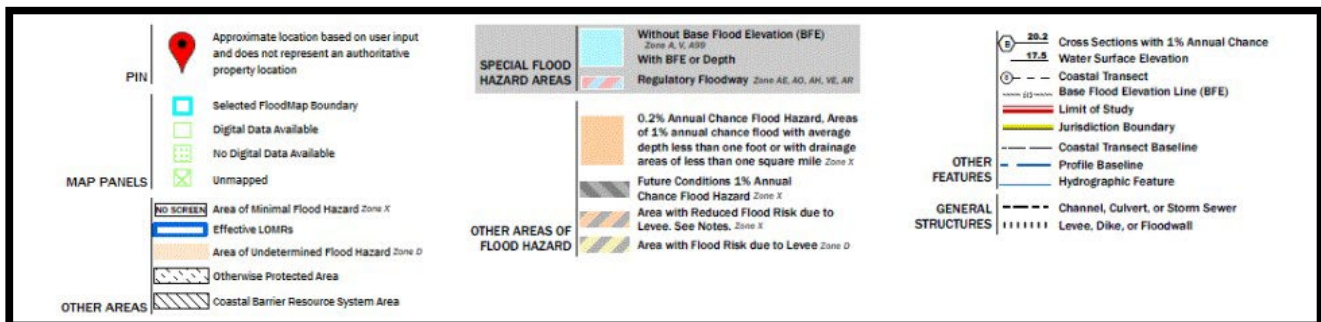 PIN
Approximate location based on user input
and does not represent an authoritative
property location
MAP PANELS
Selected FloodMap Boundary
Digital Data Available
No Digital Data Available
Unmapped
OTHER AREAS
NO SCREEN Area of Minimal Flood Hazard Zone X
Effective LOMRs
Area of Undetermined Flood Hazard Zone D
Otherwise Protected Area
Coastal Barrier Resource System Area
SPECIAL FLOOD
HAZARD AREAS
Without Base Flood Elevation (BFE)
Zone A, V, A99
With BFE or Depth
Regulatory Floodway Zone AE, AO, AH, VE, AR
OTHER AREAS OF
FLOOD HAZARD
0.2% Annual Chance Flood Hazard, Areas
of 1% annual chance flood with average
depth less than one foot or with drainage
areas of less than one square mile Zone X
Future Conditions 1% Annual
Chance Flood Hazard Zone X
Area with Reduced Flood Risk due to
Levee. See Notes. Zone X
Area with Flood Risk due to Levee Zone D
OTHER
FEATURES
B 20.2 Cross Sections with 1% Annual Chance
17.5 Water Surface Elevation
Coastal Transect
Base Flood Elevation Line (BFE)
Limit of Study
Jurisdiction Boundary
Coastal Transect Baseline
Profile Baseline
Hydrographic Feature
GENERAL
STRUCTURES
Channel, Culvert, or Storm Sewer
Levee, Dike, or Floodwall